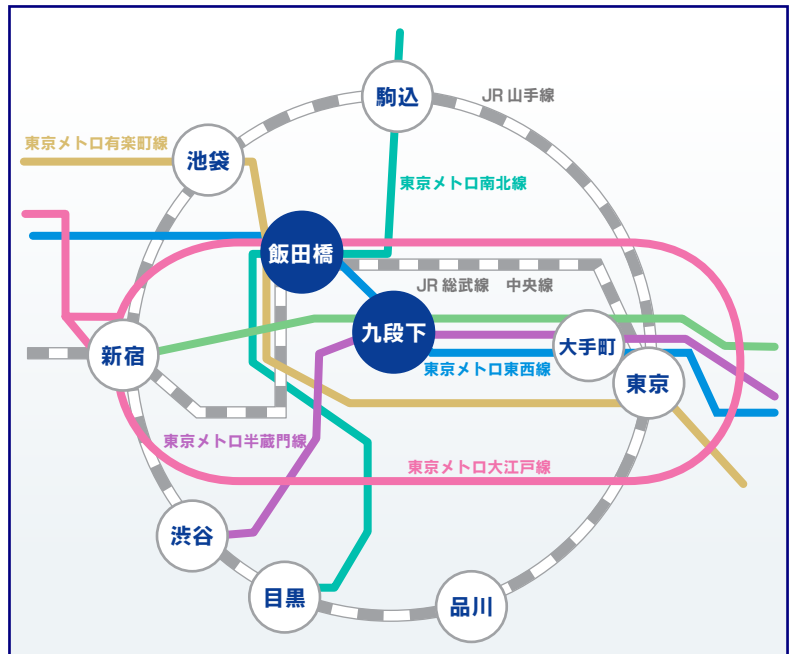 駒込
JR 山手線
東京メトロ有楽町線
池袋
東京メトロ南北線
飯田橋
JR 総武線　中央線
九段下
新宿
大手町
東京メトロ東西線
東京
東京メトロ半蔵門線
東京メトロ大江戸線
渋谷
目黒
品川